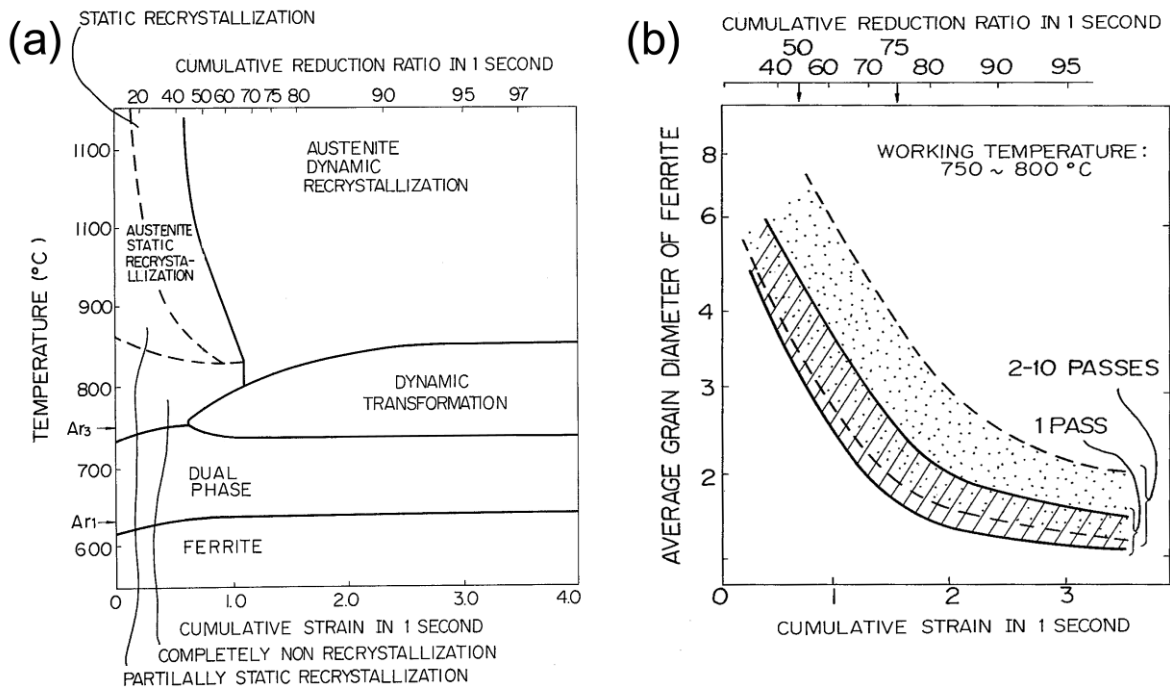 (a)
STATIC RECRYSTALLIZATION
CUMULATIVE REDUCTION RATIO IN 1 SECOND
20 40 50 60 70 75 80 90 95 97
TEMPERATURE (°C)
1100
1100
900
800
Ar₃
700
Ar₁
600
AUSTENITE
DYNAMIC
RECRYSTALLIZATION
AUSTENITE
STATIC
RECRYSTA-
LLIZATION
DYNAMIC
TRANSFORMATION
DUAL
PHASE
FERRITE
0 1.0 2.0 3.0 4.0
CUMULATIVE STRAIN IN 1 SECOND
COMPLETELY NON RECRYSTALLIZATION
PARTILALLY STATIC RECRYSTALLIZATION
(b)
CUMULATIVE REDUCTION RATIO IN 1 SECOND
50 75
40 60 70 80 90 95
AVERAGE GRAIN DIAMETER OF FERRITE
8
6
4
3
2
WORKING TEMPERATURE:
750 ~ 800 °C
2-10 PASSES
1 PASS
0 1 2 3
CUMULATIVE STRAIN IN 1 SECOND